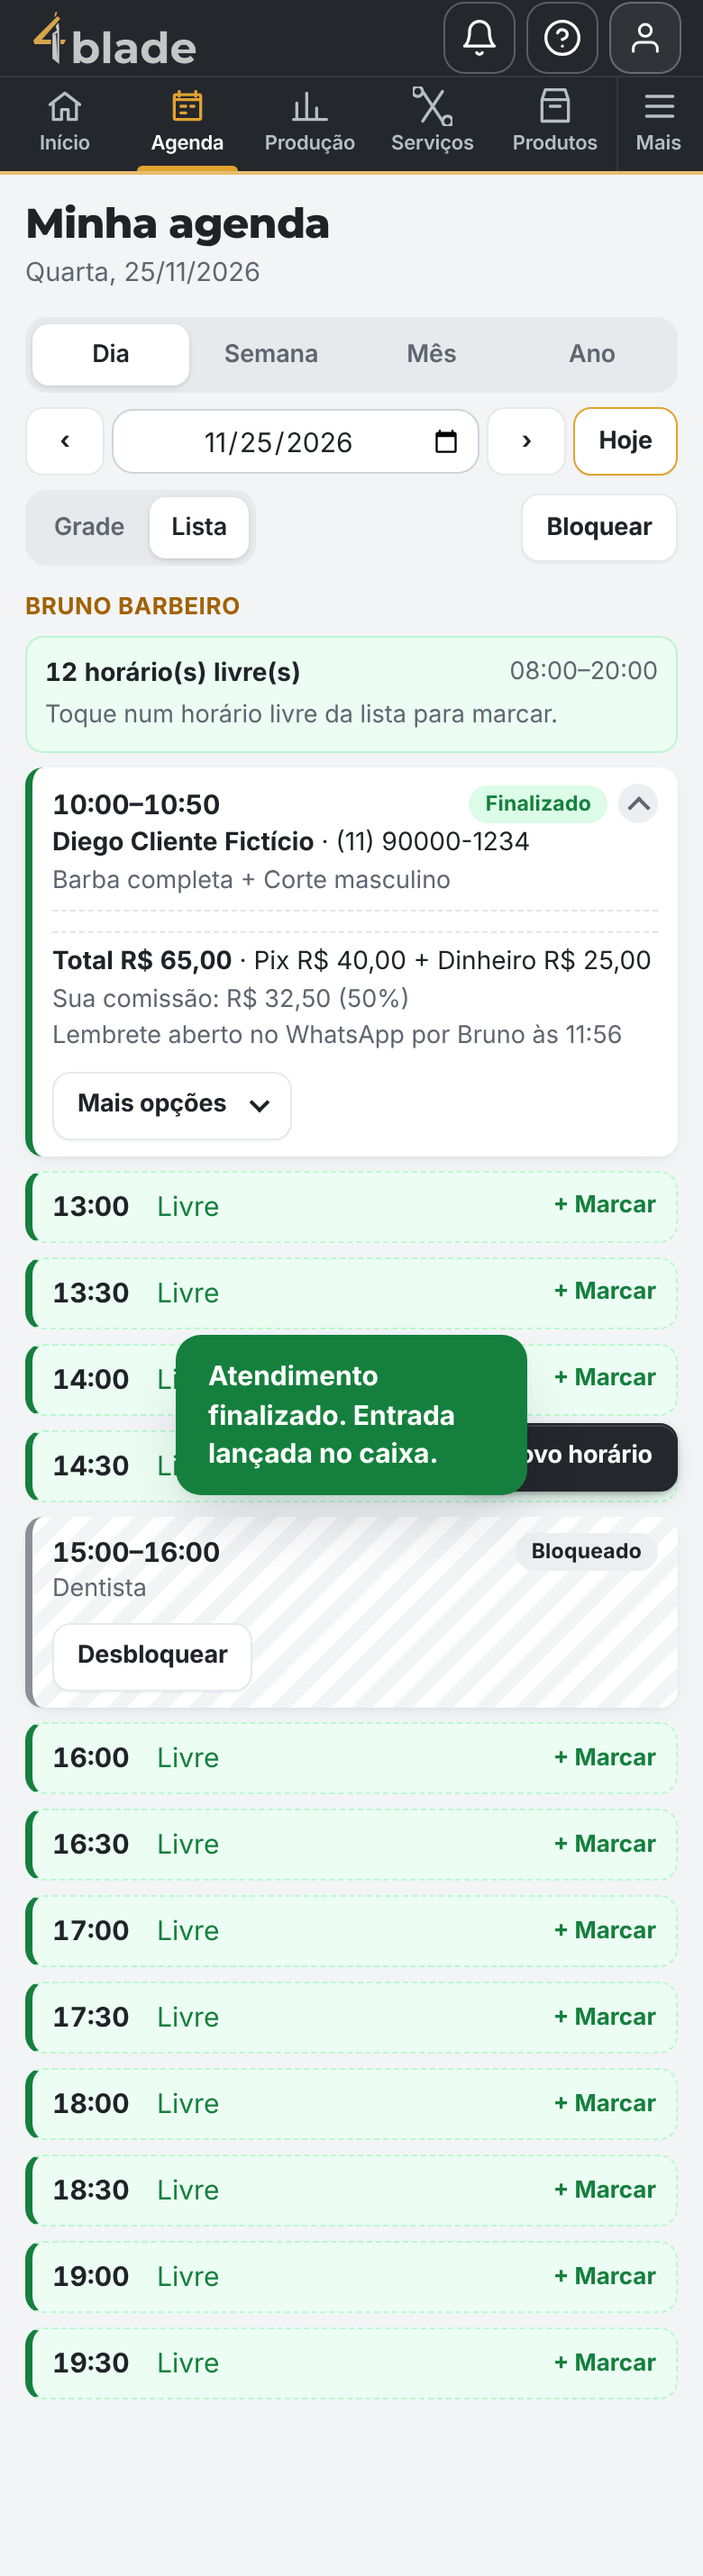 4blade
Início
Agenda
Produção
Serviços
Produtos
Mais
Minha agenda
Quarta, 25/11/2026
Dia
Semana
Mês
Ano
‹
11/25/2026
›
Hoje
Grade
Lista
Bloquear
BRUNO BARBEIRO
12 horário(s) livre(s)
08:00–20:00
Toque num horário livre da lista para marcar.
10:00–10:50
Finalizado
Diego Cliente Fictício · (11) 90000-1234
Barba completa + Corte masculino
Total R$ 65,00 · Pix R$ 40,00 + Dinheiro R$ 25,00
Sua comissão: R$ 32,50 (50%)
Lembrete aberto no WhatsApp por Bruno às 11:56
Mais opções
13:00 Livre + Marcar
13:30 Livre + Marcar
14:00 + Marcar
Atendimento
finalizado. Entrada
lançada no caixa.
14:30
horário
15:00–16:00
Bloqueado
Dentista
Desbloquear
16:00 Livre + Marcar
16:30 Livre + Marcar
17:00 Livre + Marcar
17:30 Livre + Marcar
18:00 Livre + Marcar
18:30 Livre + Marcar
19:00 Livre + Marcar
19:30 Livre + Marcar